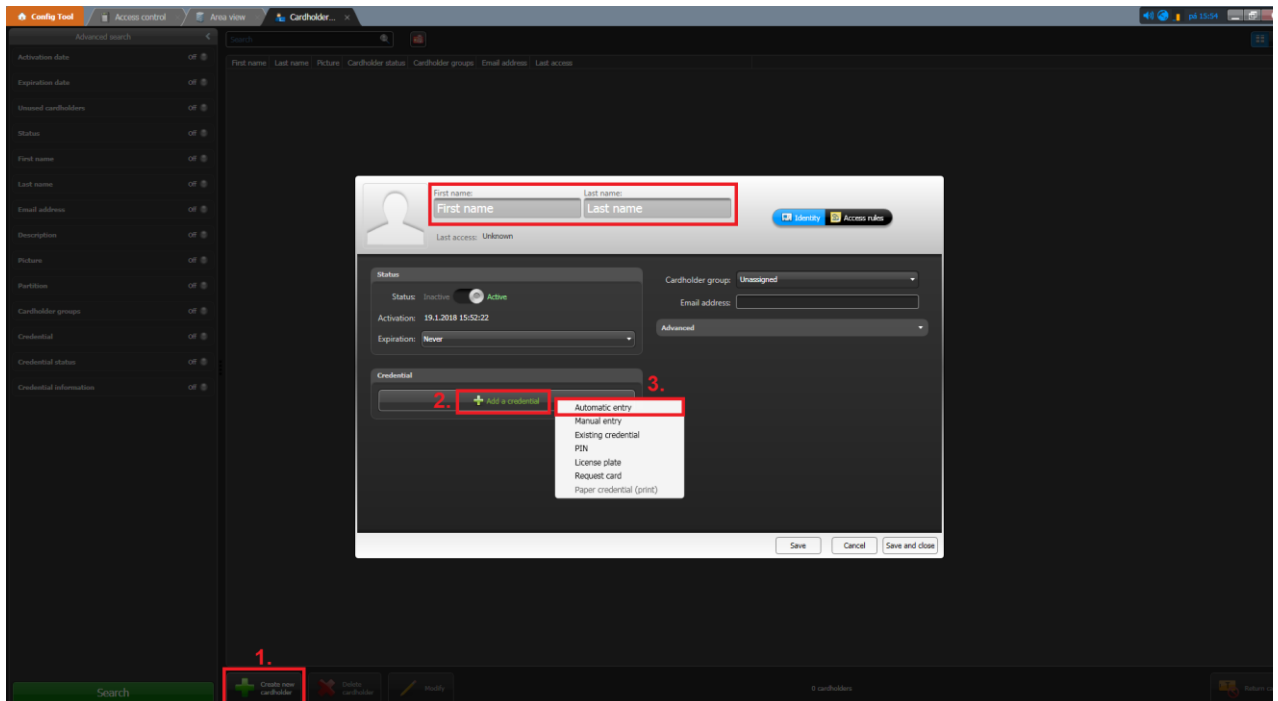 Config Tool
Access control
Area view
Cardholder...
pá 15:54
Advanced search
Search
Activation date Off
Expiration date Off
Unused cardholders Off
Status Off
First name Off
Last name Off
Email address Off
Description Off
Picture Off
Partition Off
Cardholder groups Off
Credential Off
Credential status Off
Credential information Off
Search
First name Last name Picture Cardholder status Cardholder groups Email address Last access
First name: Last name:
First name Last name
Last access: Unknown
Identity Access rules
Status
Status: Inactive Active
Activation: 19.1.2018 15:52:22
Expiration: Never
Cardholder group: Unassigned
Email address:
Advanced
Credential
2. Add a credential
3.
Automatic entry
Manual entry
Existing credential
PIN
License plate
Request card
Paper credential (print)
Save Cancel Save and close
1.
Create new
cardholder
Delete
cardholder
Modify
0 cardholders
Return ca